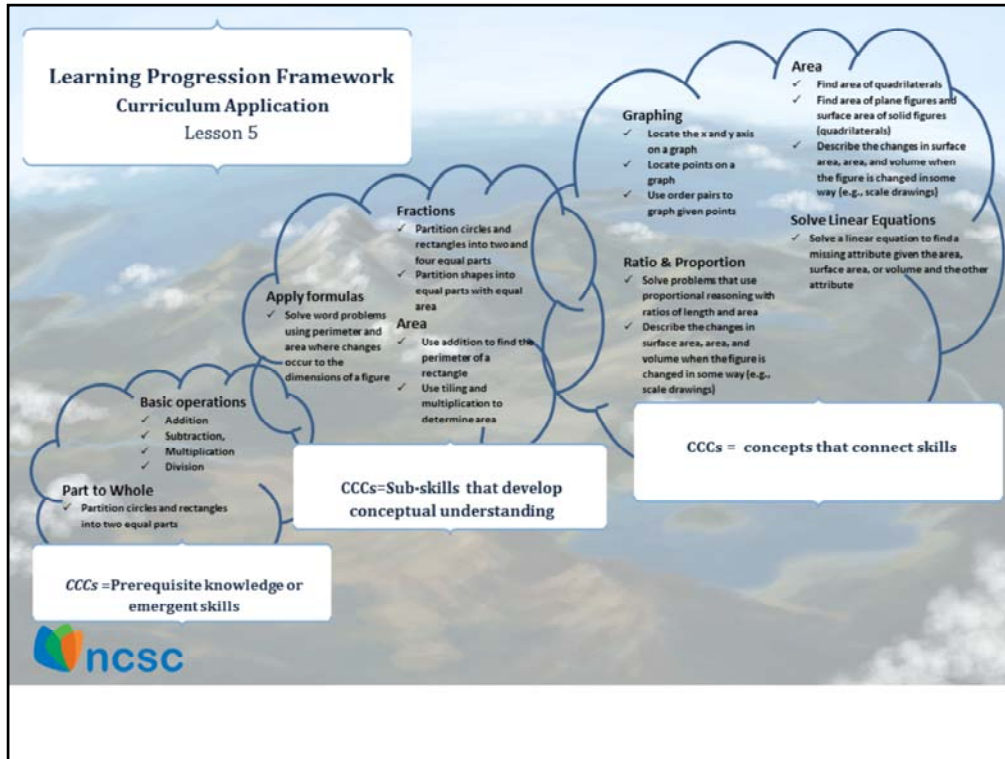 Learning Progression Framework
Curriculum Application
Lesson 5
Basic operations
✓ Addition
✓ Subtraction,
✓ Multiplication
✓ Division
Part to Whole
✓ Partition circles and rectangles
into two equal parts
CCCs =Prerequisite knowledge or
emergent skills
Apply formulas
✓ Solve word problems
using perimeter and
area where changes
occur to the
dimensions of a figure
Fractions
✓ Partition circles and
rectangles into two and
four equal parts
✓ Partition shapes into
equal parts with equal
area
Area
✓ Use addition to find the
perimeter of a
rectangle
✓ Use tiling and
multiplication to
determine area
CCCs=Sub-skills that develop
conceptual understanding
Graphing
✓ Locate the x and y axis
on a graph
✓ Locate points on a
graph
✓ Use order pairs to
graph given points
Ratio & Proportion
✓ Solve problems that use
proportional reasoning with
ratios of length and area
✓ Describe the changes in
surface area, area, and
volume when the figure is
changed in some way (e.g.,
scale drawings)
Area
✓ Find area of quadrilaterals
✓ Find area of plane figures and
surface area of solid figures
(quadrilaterals)
✓ Describe the changes in surface
area, area, and volume when
the figure is changed in some
way (e.g., scale drawings)
Solve Linear Equations
✓ Solve a linear equation to find a
missing attribute given the area,
surface area, or volume and the other
attribute
CCCs = concepts that connect skills
ncsc